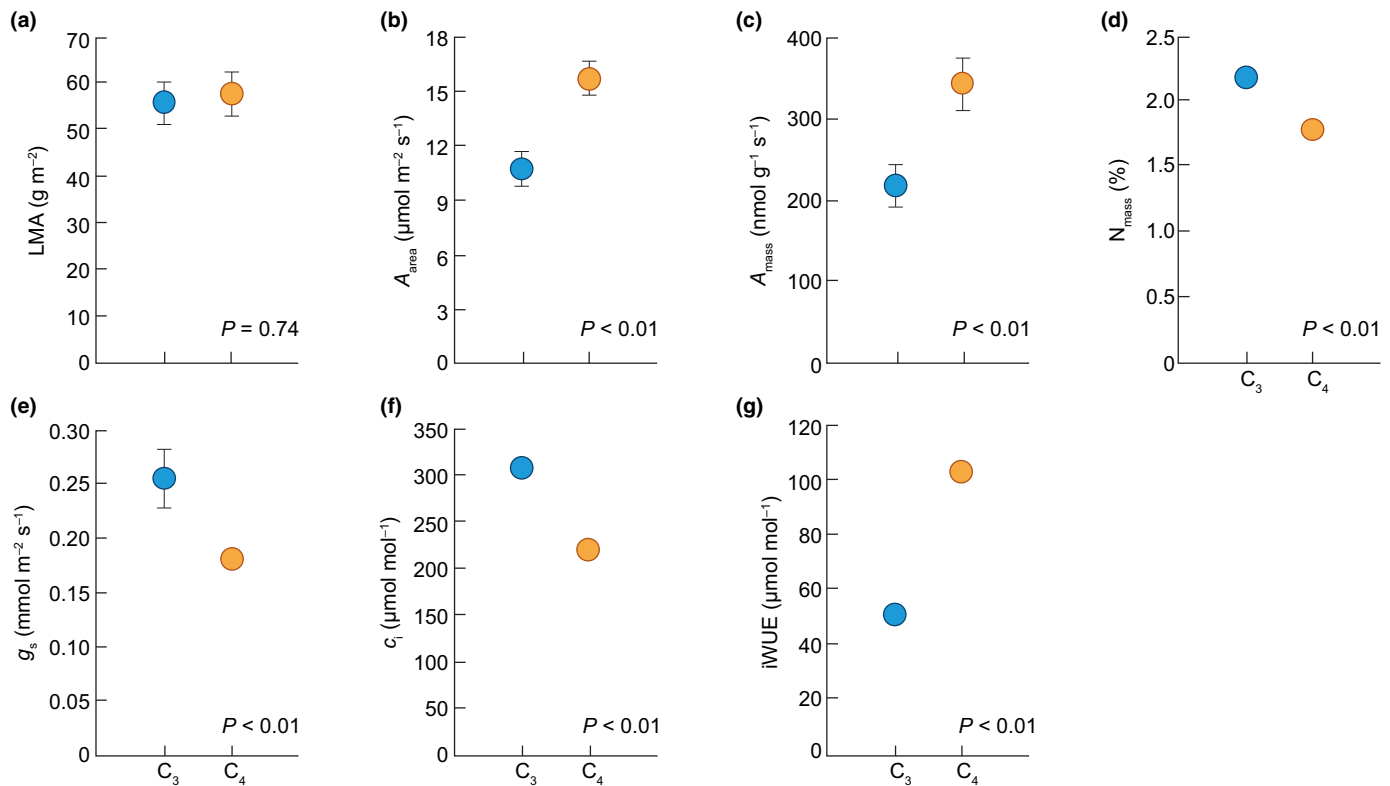 (a)
70
60
50
40
30
20
10
0
LMA (g m⁻²)
P = 0.74
(b)
18
15
12
9
6
3
0
A_area (µmol m⁻² s⁻¹)
P < 0.01
(c)
400
300
200
100
0
A_mass (nmol g⁻¹ s⁻¹)
P < 0.01
(d)
2.5
2.0
1.5
1.0
0.5
0
N_mass (%)
P < 0.01
C₃ C₄
(e)
0.30
0.25
0.20
0.15
0.10
0.05
0
g_s (mmol m⁻² s⁻¹)
P < 0.01
C₃ C₄
(f)
350
300
250
200
150
100
50
0
c_i (µmol mol⁻¹)
P < 0.01
C₃ C₄
(g)
120
100
80
60
40
20
0
iWUE (µmol mol⁻¹)
P < 0.01
C₃ C₄